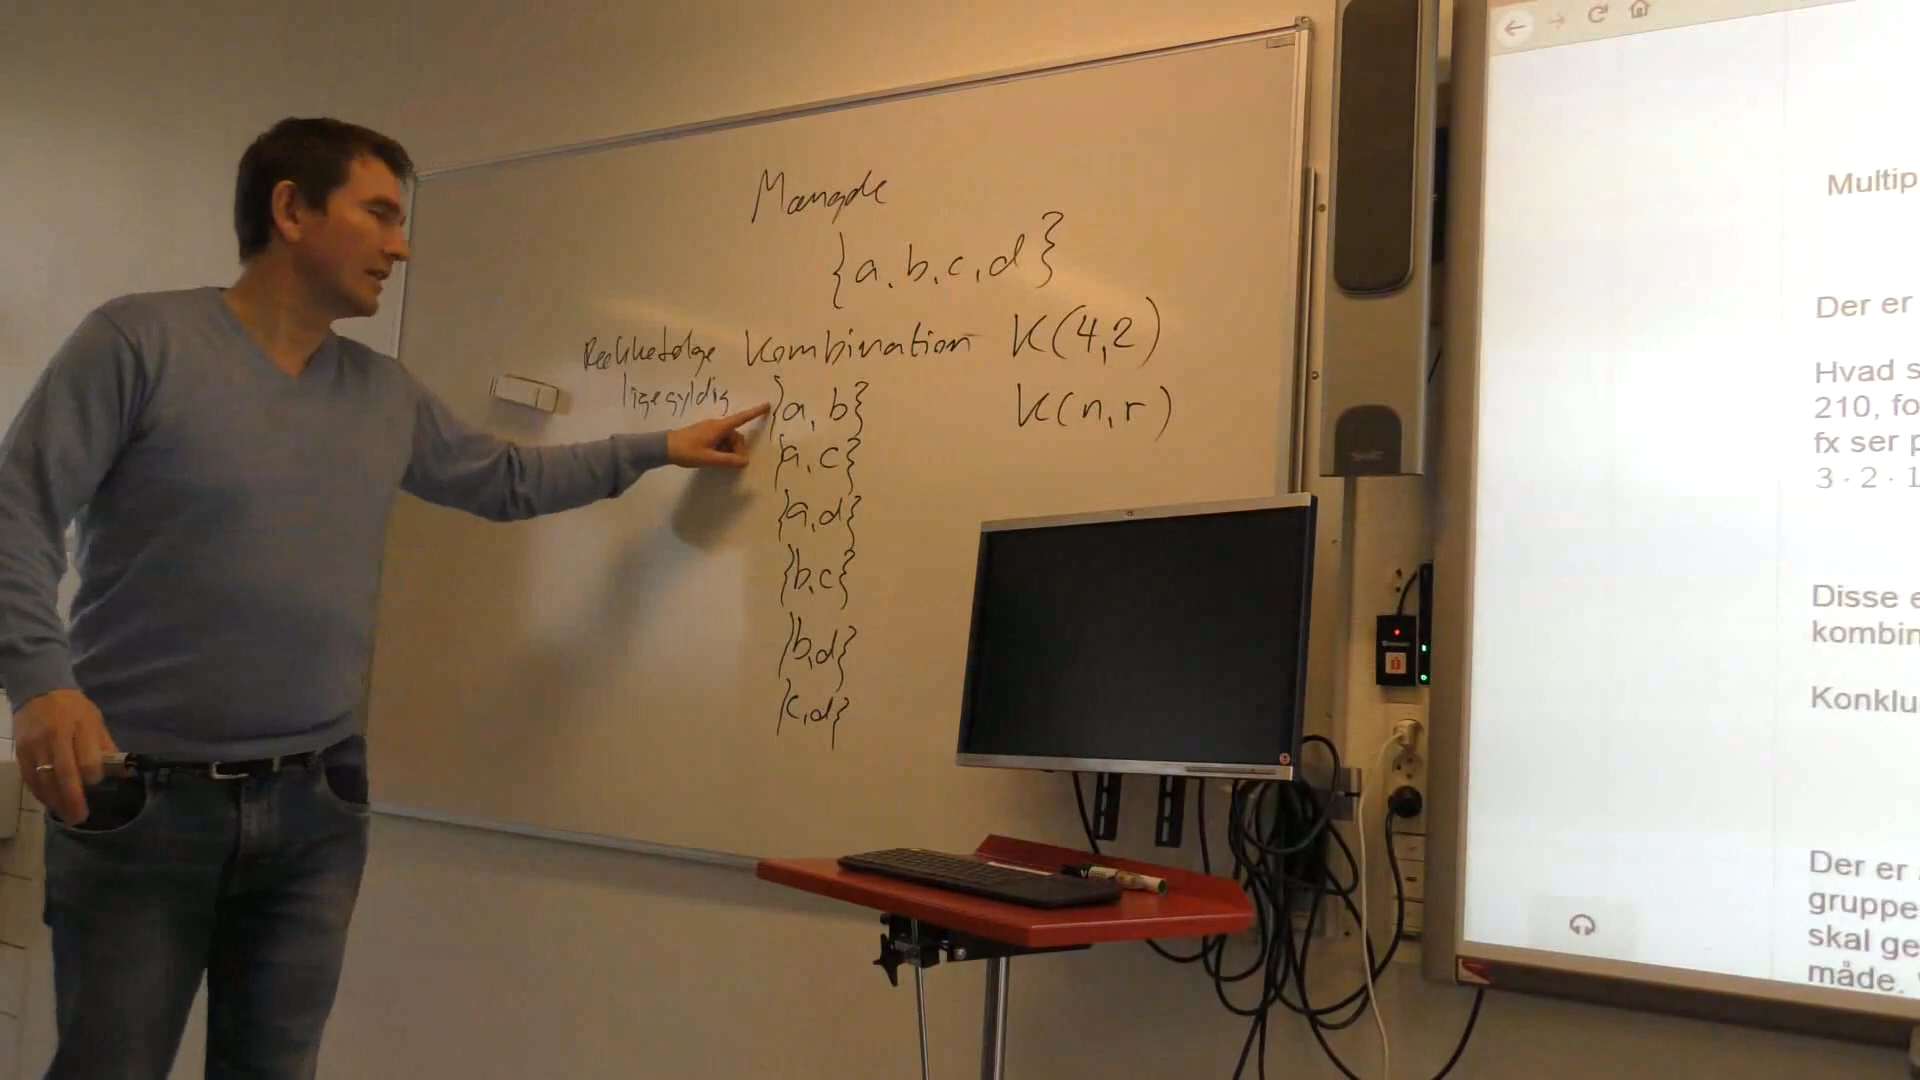 Mængde
{a, b, c, d}
Rækkefølge
ligegyldig
Kombination K(4,2)
K(n,r)
{a, b}
{a, c}
{a, d}
{b, c}
{b, d}
{c, d}
Multip
Der er
Hvad s
210, fo
fx ser p
3 · 2 · 1
Disse e
kombin
Konklu
Der er
gruppe
skal ge
måde.